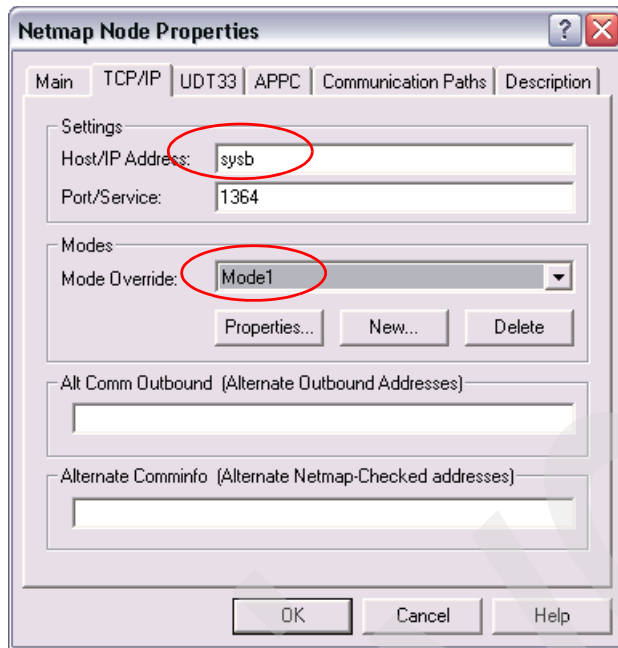 Netmap Node Properties
Main TCP/IP UDT33 APPC Communication Paths Description
Settings
Host/IP Address: sysb
Port/Service: 1364
Modes
Mode Override: Mode1
Properties... New... Delete
Alt Comm Outbound (Alternate Outbound Addresses)
Alternate Comminfo (Alternate Netmap-Checked addresses)
OK Cancel Help